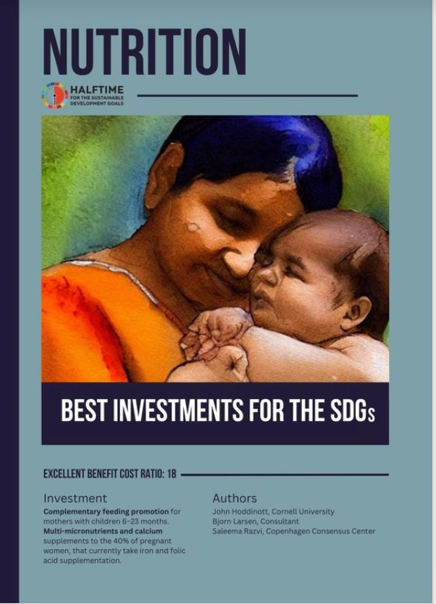 NUTRITION
HALFTIME
FOR THE SUSTAINABLE
DEVELOPMENT GOALS
BEST INVESTMENTS FOR THE SDGs
EXCELLENT BENEFIT COST RATIO: 18
Investment
Complementary feeding promotion for
mothers with children 6-23 months.
Multi-micronutrients and calcium
supplements to the 40% of pregnant
women, that currently take iron and folic
acid supplementation.
Authors
John Hoddinott, Cornell University
Bjorn Larsen, Consultant
Saleema Razvi, Copenhagen Consensus Center